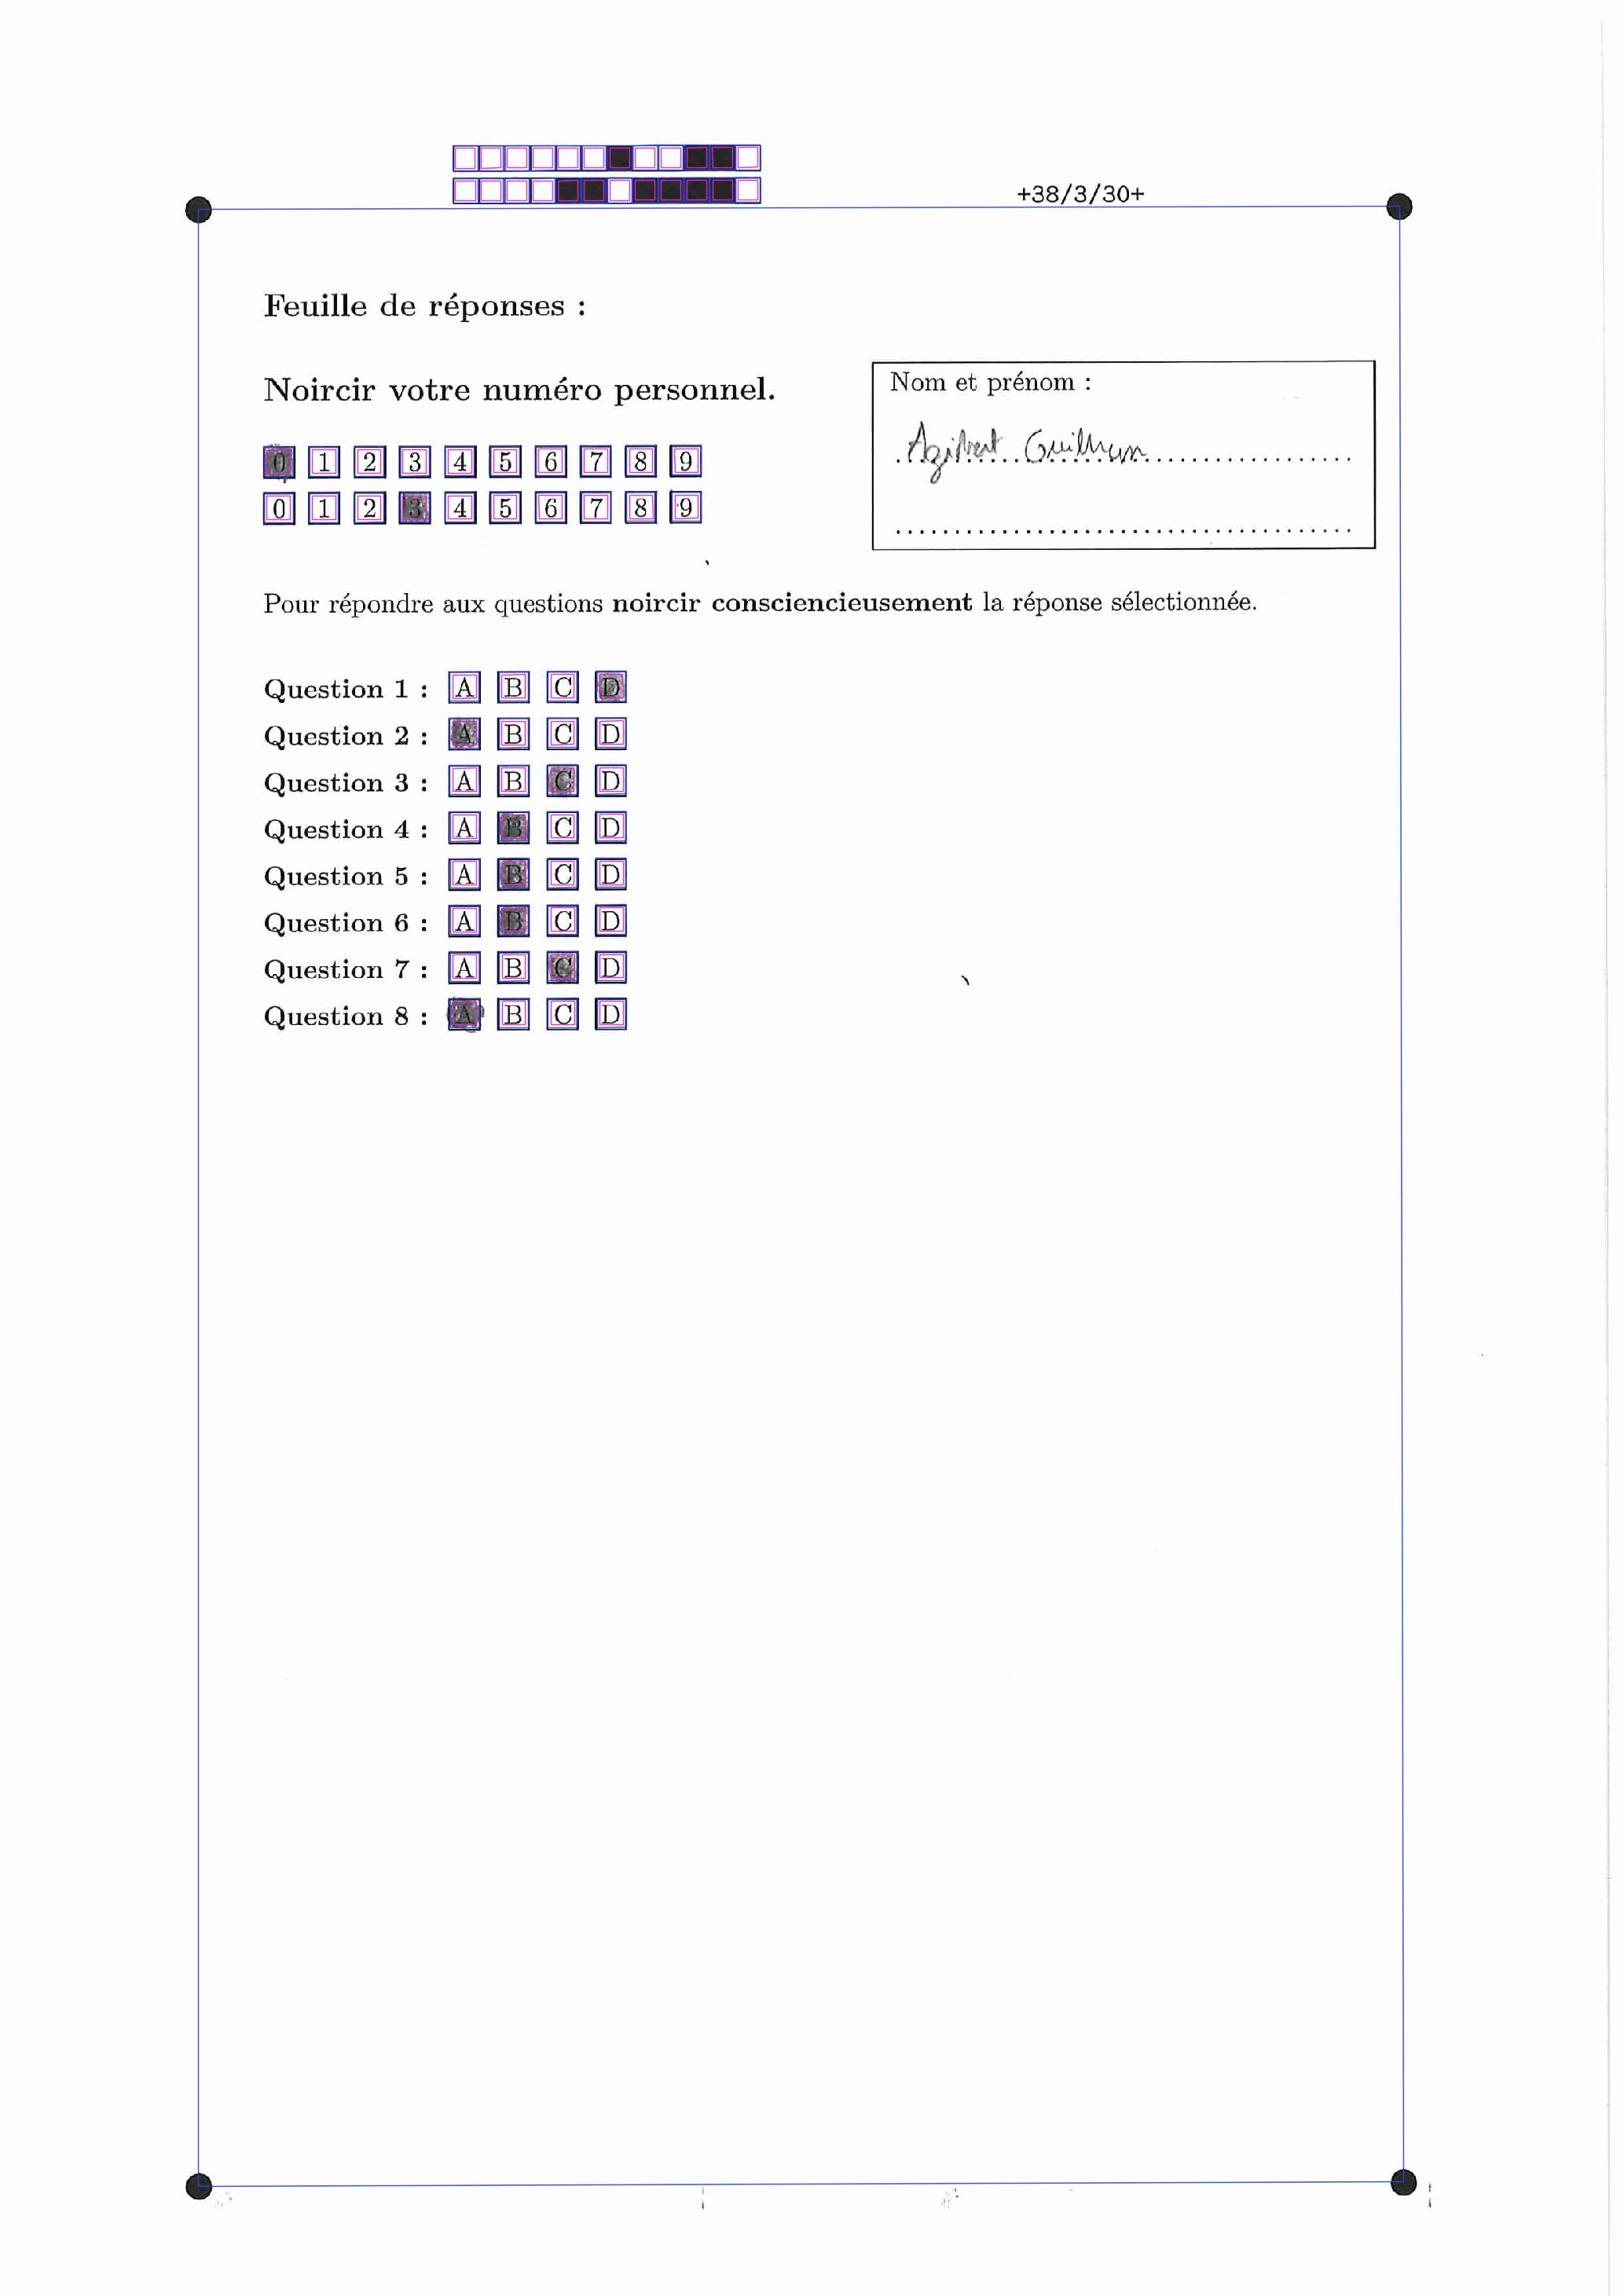 +38/3/30+
Feuille de réponses :
Noircir votre numéro personnel.
Nom et prénom :
0 1 2 3 4 5 6 7 8 9
0 1 2 3 4 5 6 7 8 9
Pour répondre aux questions noircir consciencieusement la réponse sélectionnée.
Question 1 : A B C D
Question 2 : A B C D
Question 3 : A B C D
Question 4 : A B C D
Question 5 : A B C D
Question 6 : A B C D
Question 7 : A B C D
Question 8 : A B C D